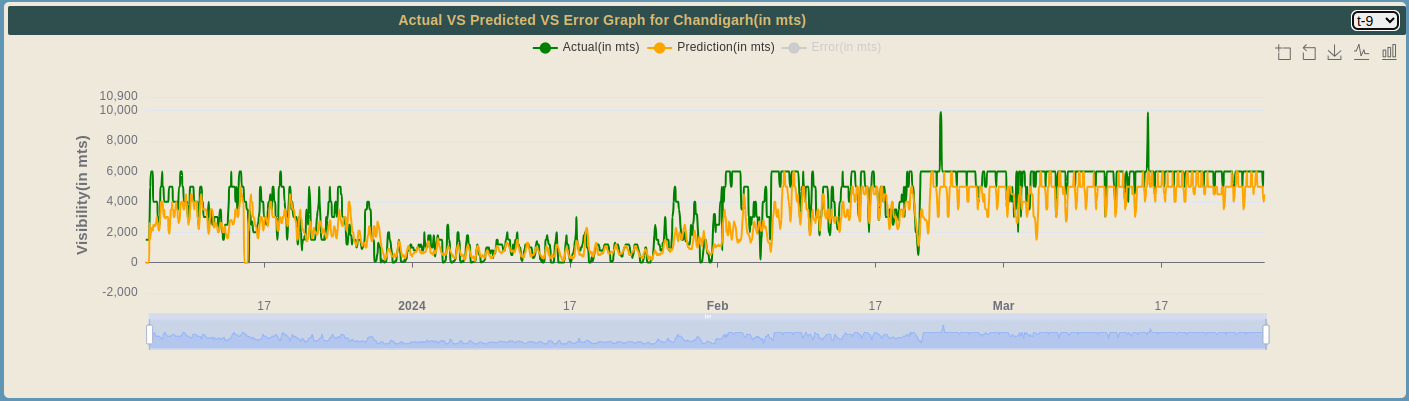 Actual VS Predicted VS Error Graph for Chandigarh(in mts)
t-9
Actual(in mts) Prediction(in mts) Error(in mts)
Visibility(in mts)
10,900
10,000
8,000
6,000
4,000
2,000
0
-2,000
17 2024 17 Feb 17 Mar 17